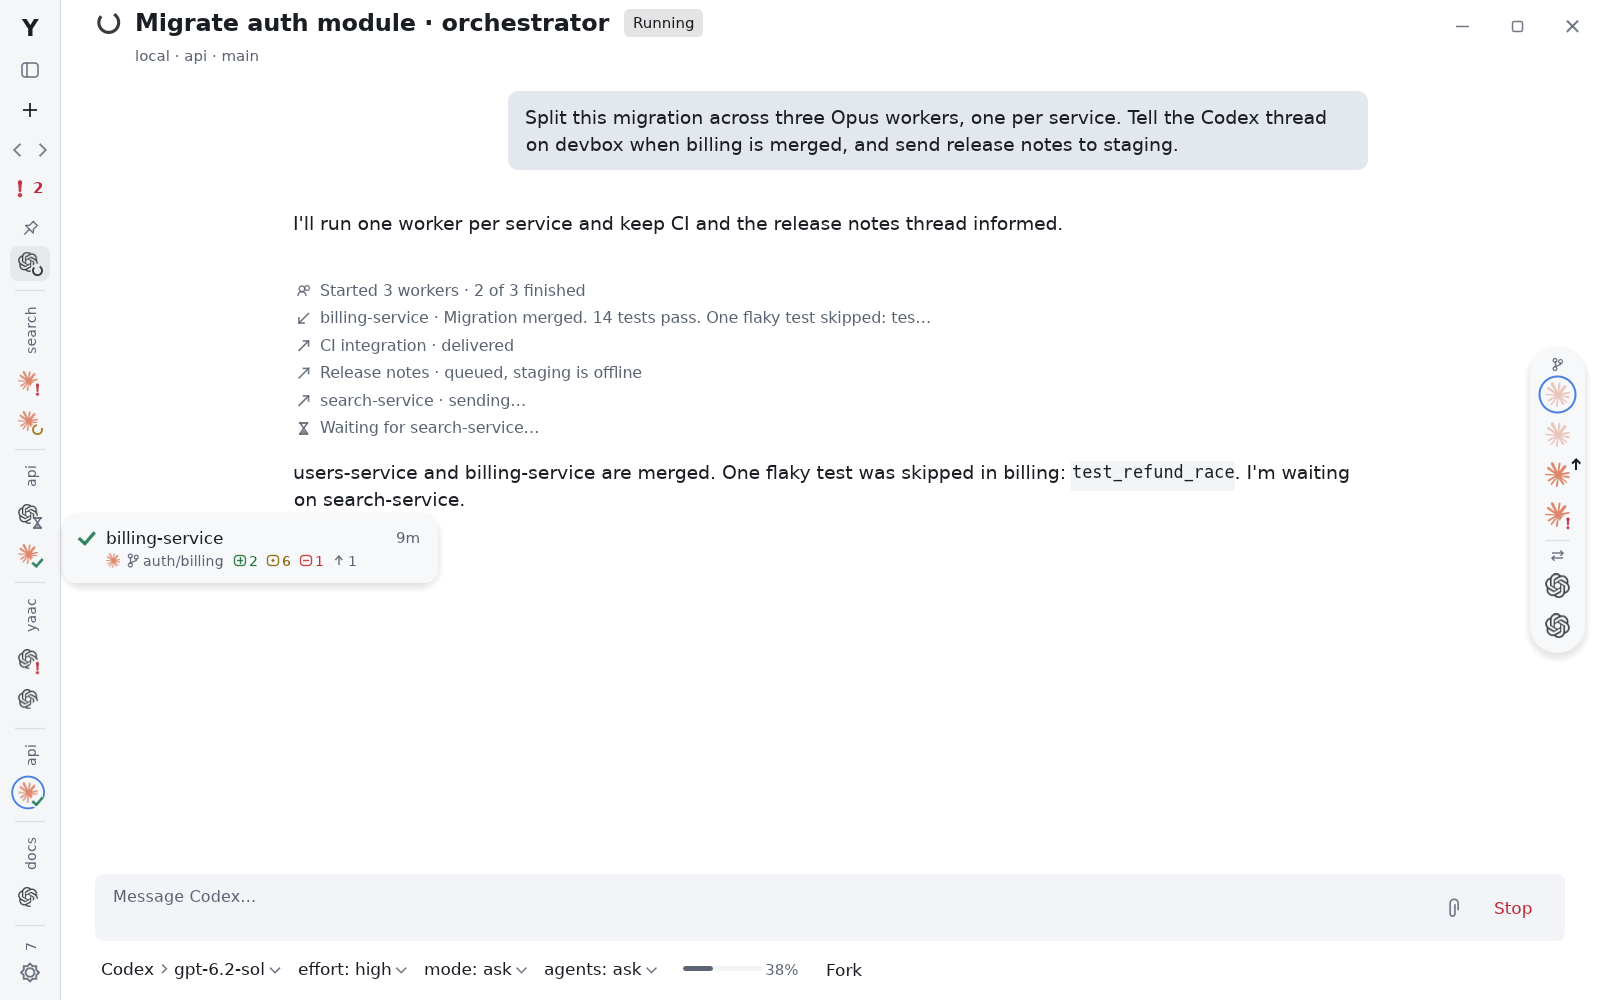 Y
Migrate auth module · orchestrator
Running
local · api · main
2
search
api
yaac
api
docs
7
Split this migration across three Opus workers, one per service. Tell the Codex thread
on devbox when billing is merged, and send release notes to staging.
I'll run one worker per service and keep CI and the release notes thread informed.
Started 3 workers · 2 of 3 finished
billing-service · Migration merged. 14 tests pass. One flaky test skipped: tes…
CI integration · delivered
Release notes · queued, staging is offline
search-service · sending…
Waiting for search-service…
users-service and billing-service are merged. One flaky test was skipped in billing: test_refund_race. I'm waiting
on search-service.
billing-service 9m
auth/billing 2 6 1 1
Message Codex…
Stop
Codex gpt-6.2-sol effort: high mode: ask agents: ask 38% Fork